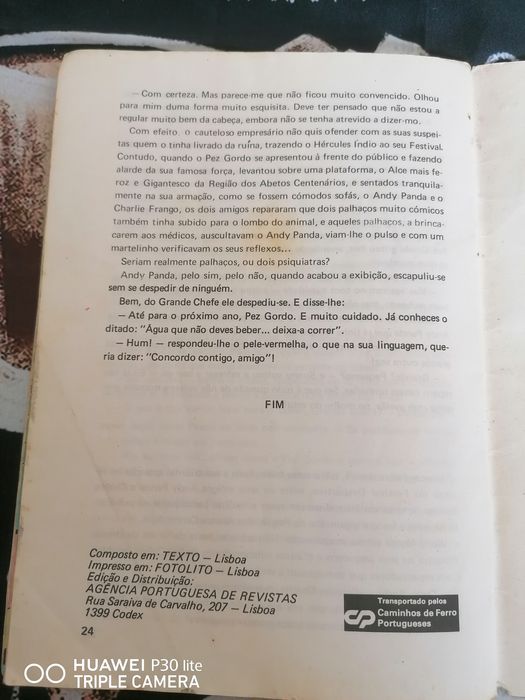 — Com certeza. Mas parece-me que não ficou muito convencido. Olhou
para mim duma forma muito esquisita. Deve ter pensado que não estou a
regular muito bem da cabeça, embora não se tenha atrevido a dizer-mo.
Com efeito o cauteloso empresário não quis ofender com as suas suspei-
tas quem o tinha livrado da ruína, trazendo o Hércules Índio ao seu Festival.
Contudo, quando o Pez Gordo se apresentou à frente do público e fazendo
alarde da sua famosa força, levantou sobre uma plataforma, o Alce mais fe-
roz e Gigantesco da Região dos Abetos Centenários, e sentados tranquila-
mente na sua armação, como se fossem cómodos sofás, o Andy Panda e o
Charlie Frango, os dois amigos repararam que dois palhaços muito cómicos
também tinha subido para o lombo do animal, e aqueles palhaços, a brinca-
carem aos médicos, auscultavam o Andy Panda, viam-lhe o pulso e com um
martelinho verificavam os seus reflexos...
Seriam realmente palhaços, ou dois psiquiatras?
Andy Panda, pelo sim, pelo não, quando acabou a exibição, escapuliu-se
sem se despedir de ninguém.
Bem, do Grande Chefe ele despediu-se. E disse-lhe:
— Até para o próximo ano, Pez Gordo. E muito cuidado. Já conheces o
ditado: "Água que não deves beber... deixa-a correr".
— Hum! — respondeu-lhe o pele-vermelha, o que na sua linguagem, que-
ria dizer: "Concordo contigo, amigo"!
FIM
Composto em: TEXTO — Lisboa
Impresso em: FOTOLITO — Lisboa
Edição e Distribuição:
AGÊNCIA PORTUGUESA DE REVISTAS
Rua Saraiva de Carvalho, 207 — Lisboa
1399 Codex
24
Transportado pelos
CP Caminhos de Ferro
Portugueses
HUAWEI P30 lite
TRIPLE CAMERA